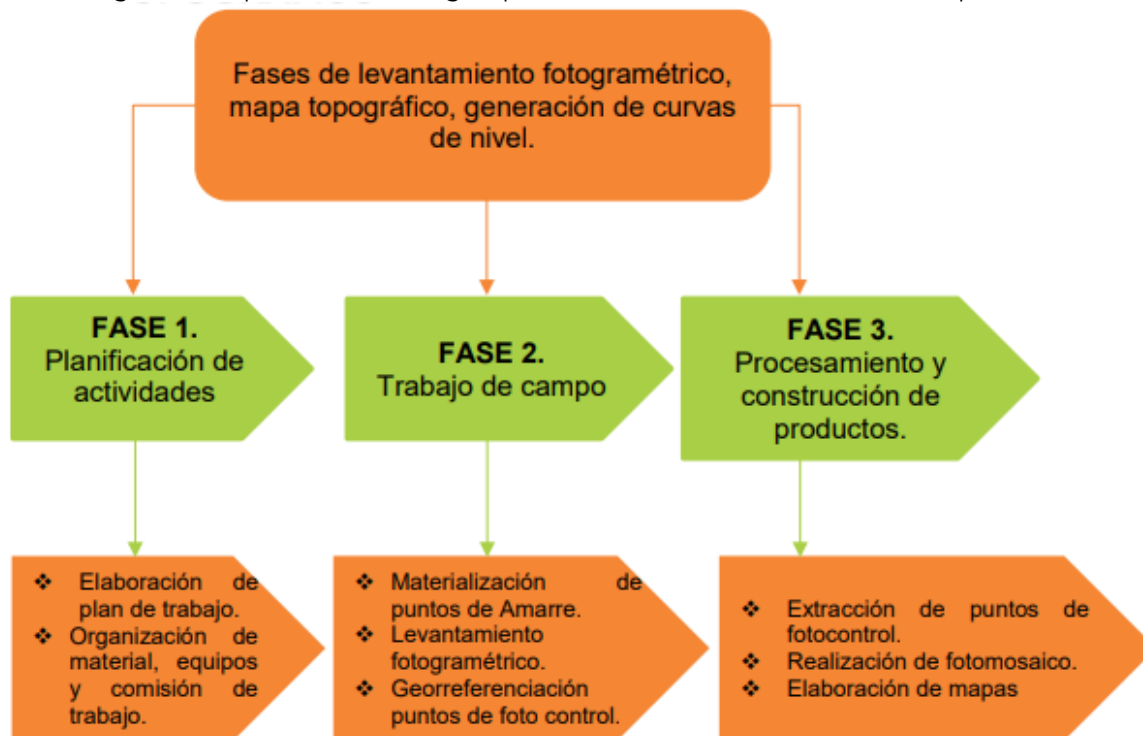 Fases de levantamiento fotogramétrico,
mapa topográfico, generación de curvas
de nivel.
FASE 1.
Planificación de
actividades
FASE 2.
Trabajo de campo
FASE 3.
Procesamiento y
construcción de
productos.
❖ Elaboración de
plan de trabajo.
❖ Organización de
material, equipos
y comisión de
trabajo.
❖ Materialización de
puntos de Amarre.
❖ Levantamiento
fotogramétrico.
❖ Georreferenciación
puntos de foto control.
❖ Extracción de puntos de
fotocontrol.
❖ Realización de fotomosaico.
❖ Elaboración de mapas